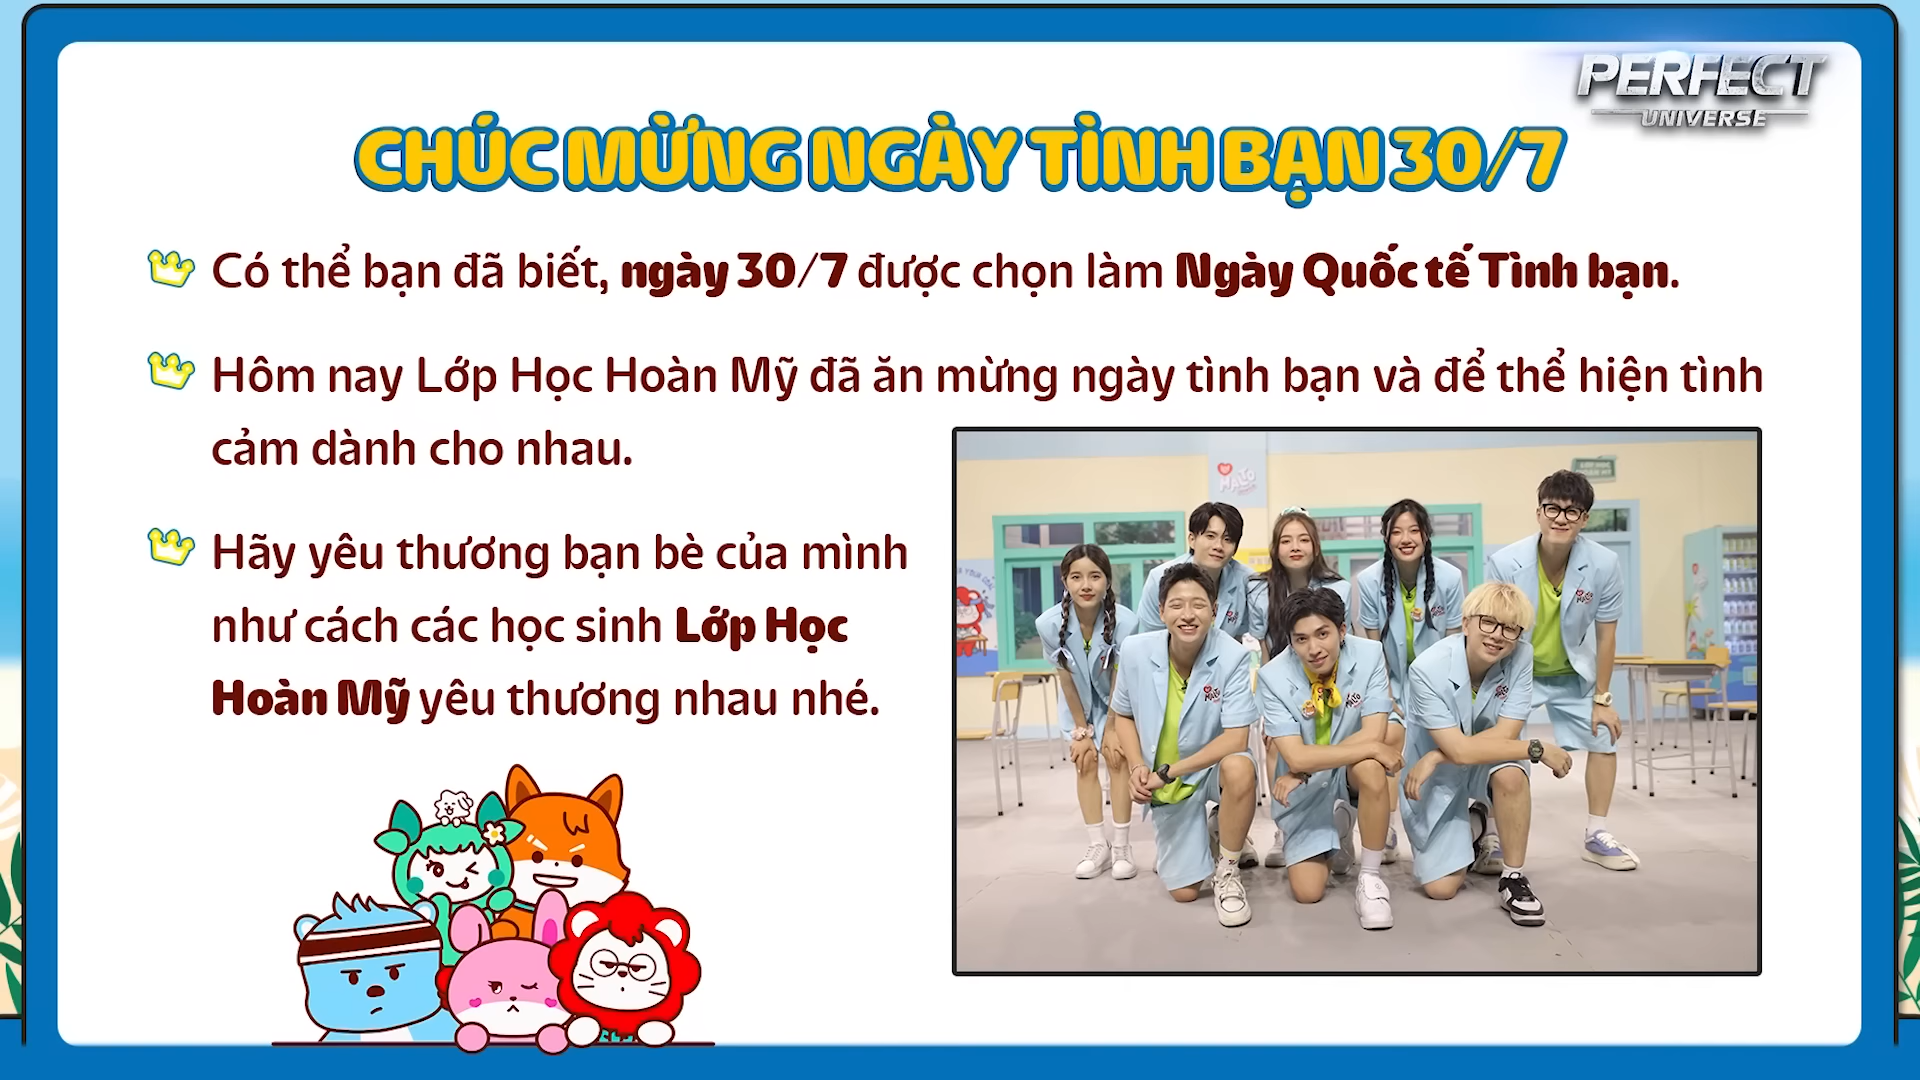 PERFECT
UNIVERSE
CHÚC MỪNG NGÀY TÌNH BẠN 30/7
Có thể bạn đã biết, ngày 30/7 được chọn làm Ngày Quốc tế Tình bạn.
Hôm nay Lớp Học Hoàn Mỹ đã ăn mừng ngày tình bạn và để thể hiện tình
cảm dành cho nhau.
Hãy yêu thương bạn bè của mình
như cách các học sinh Lớp Học
Hoàn Mỹ yêu thương nhau nhé.
MALTO